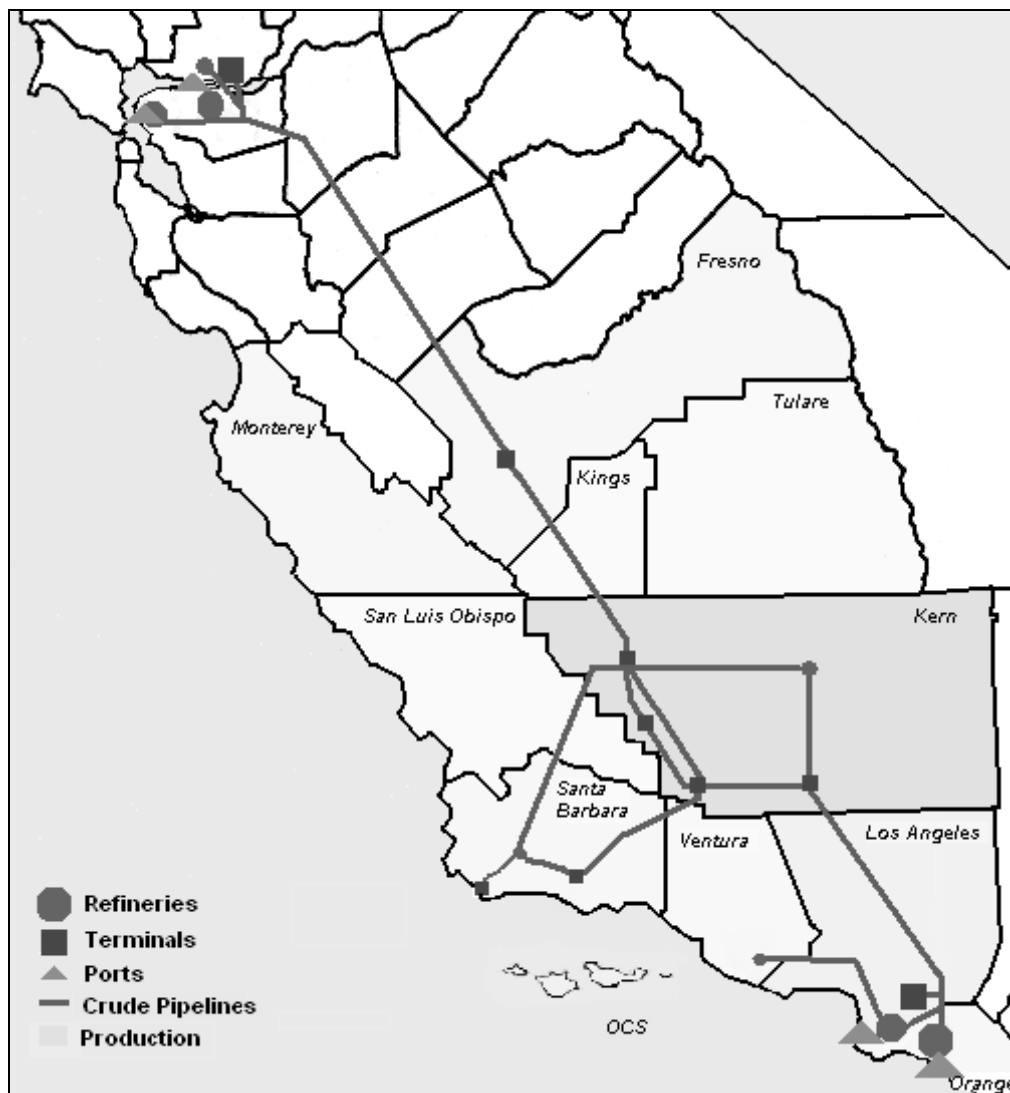 Fresno
Tulare
Monterey
Kings
San Luis Obispo
Kern
Santa
Barbara
Ventura
Los Angeles
Refineries
Terminals
Ports
Crude Pipelines
Production
OCS
Orange